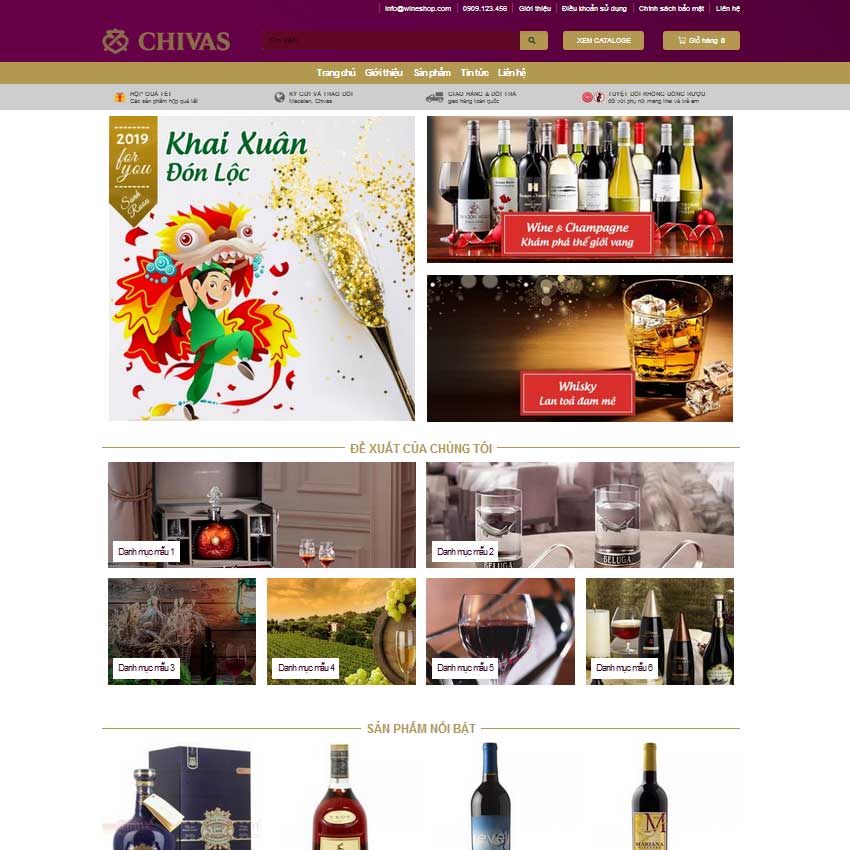 info@wineshop.com
0909.123.456
Giới thiệu
Điều khoản sử dụng
Chính sách bảo mật
Liên hệ
CHIVAS
XEM CATALOGE
Giỏ hàng 0
Trang chủ Giới thiệu Sản phẩm Tin tức Liên hệ
HỘP QUÀ TẾT
Các sản phẩm hộp quà tết
KÝ GỬI VÀ TRAO ĐỔI
Macallan, Chivas
GIAO HÀNG & ĐỔI TRẢ
giao hàng toàn quốc
TUYỆT ĐỐI KHÔNG UỐNG RƯỢU
đối với phụ nữ mang thai và trẻ em
2019
for
you
Khai Xuân
Đón Lộc
Wine & Champagne
Khám phá thế giới vang
Whisky
Lan toả đam mê
ĐỀ XUẤT CỦA CHÚNG TÔI
Danh mục mẫu 1
Danh mục mẫu 2
BELUGA
BELUGA
Danh mục mẫu 3
Danh mục mẫu 4
Danh mục mẫu 5
Danh mục mẫu 6
SẢN PHẨM NỔI BẬT
V.S.O.P
M
MARIANA